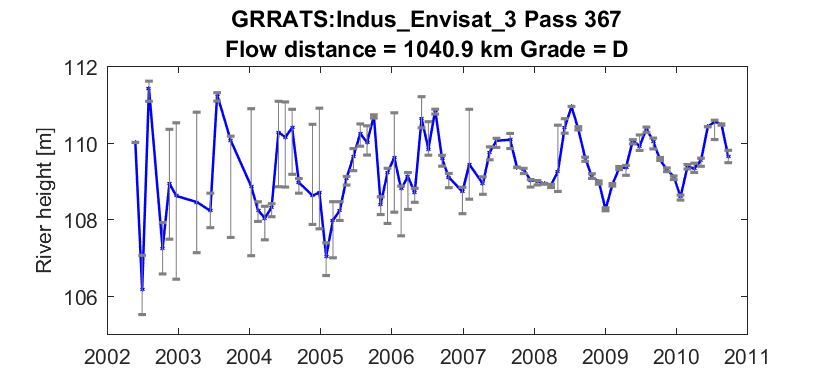 GRRATS:Indus_Envisat_3 Pass 367
Flow distance = 1040.9 km Grade = D
River height [m]
112
110
108
106
2002 2003 2004 2005 2006 2007 2008 2009 2010 2011